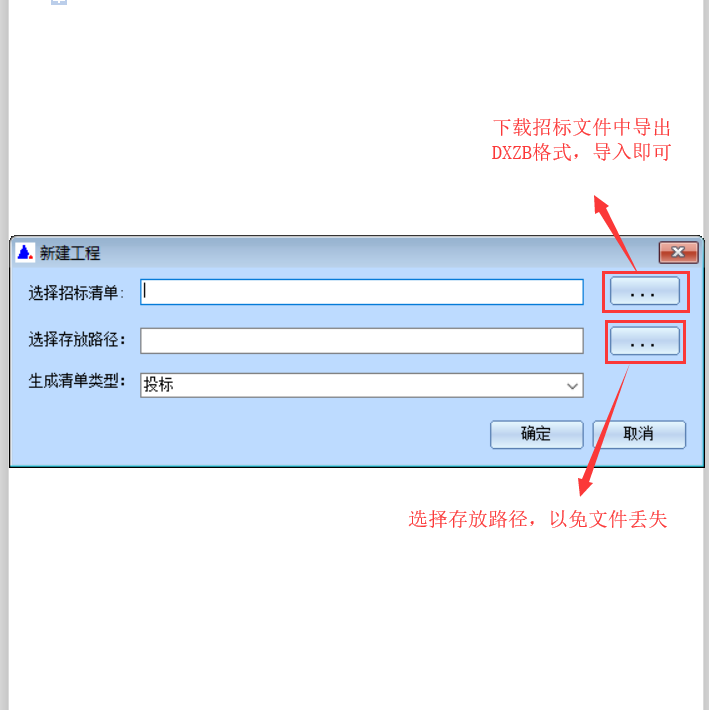 下载招标文件中导出
DXZB格式，导入即可
新建工程
选择招标清单:
...
选择存放路径：
...
生成清单类型：
投标
确定
取消
选择存放路径，以免文件丢失